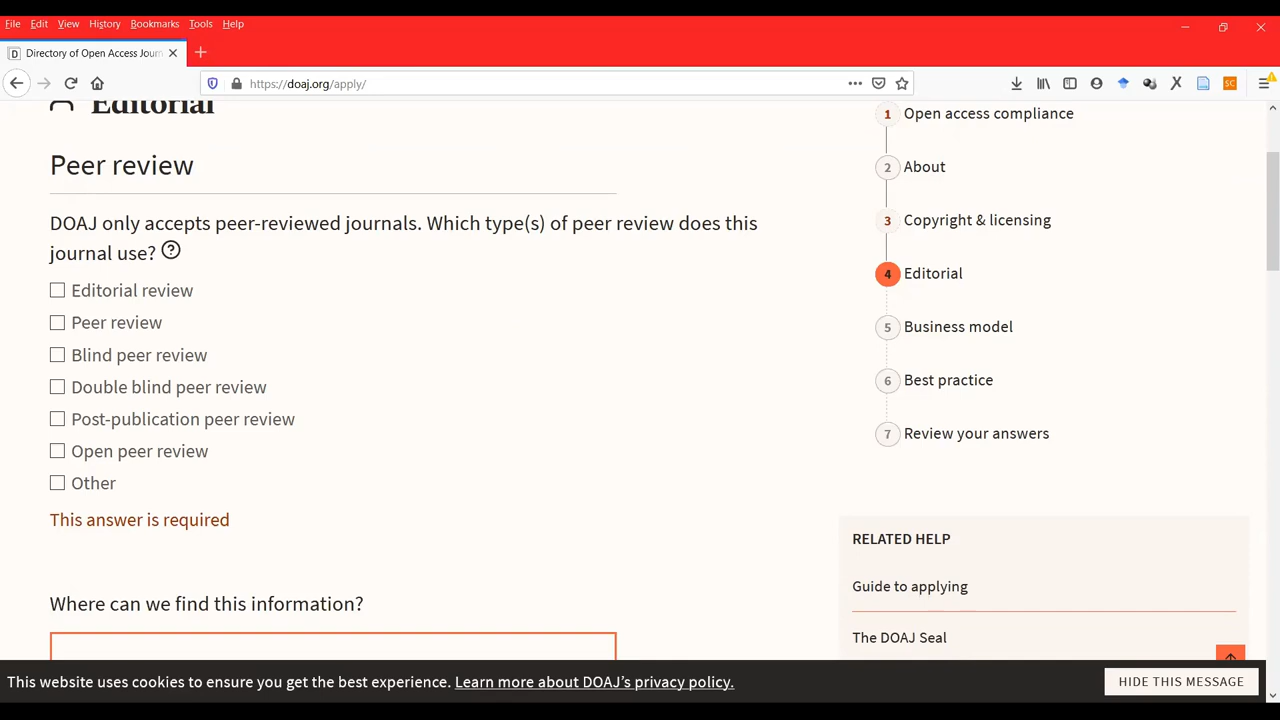 File Edit View History Bookmarks Tools Help
D Directory of Open Access Journ
https://doaj.org/apply/
SC
Editorial
Peer review
DOAJ only accepts peer-reviewed journals. Which type(s) of peer review does this
journal use? ?
Editorial review
Peer review
Blind peer review
Double blind peer review
Post-publication peer review
Open peer review
Other
This answer is required
Where can we find this information?
1 Open access compliance
2 About
3 Copyright & licensing
4 Editorial
5 Business model
6 Best practice
7 Review your answers
RELATED HELP
Guide to applying
The DOAJ Seal
This website uses cookies to ensure you get the best experience. Learn more about DOAJ's privacy policy.
HIDE THIS MESSAGE